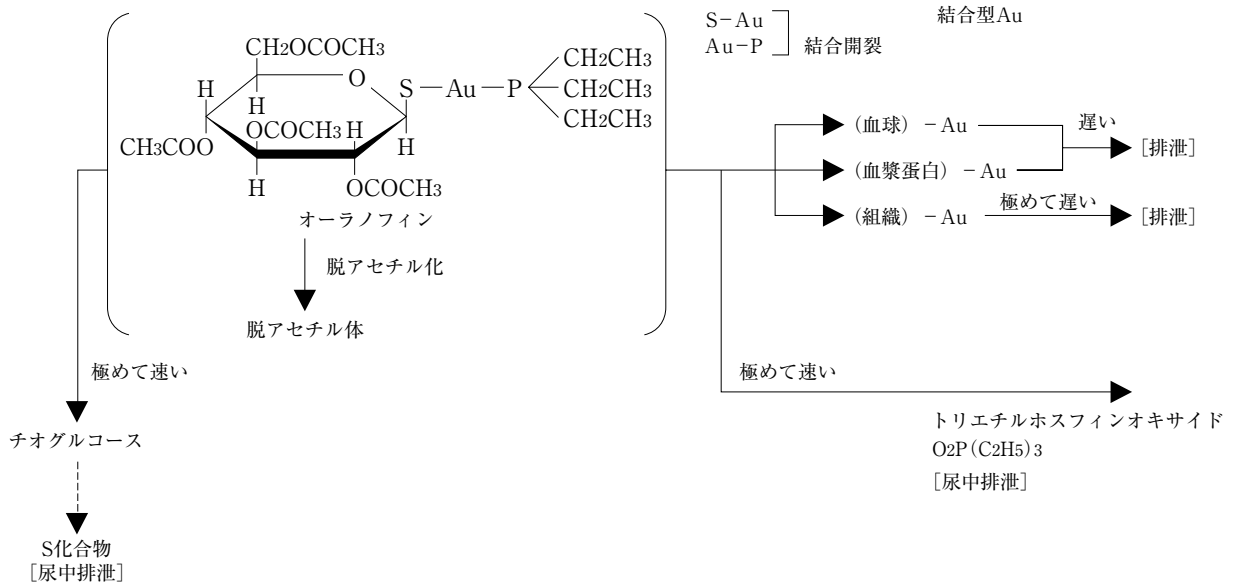 S-Au
Au-P
結合開裂
結合型Au
CH2OCOCH3
O
S-Au-P
CH2CH3
CH2CH3
CH2CH3
H
H
OCOCH3
H
CH3COO
H
H
OCOCH3
オーラノフィン
脱アセチル化
脱アセチル体
(血球)-Au
遅い
[排泄]
(血漿蛋白)-Au
(組織)-Au
極めて遅い
[排泄]
極めて速い
チオグルコース
S化合物
[尿中排泄]
極めて速い
トリエチルホスフィンオキサイド
O2P(C2H5)3
[尿中排泄]